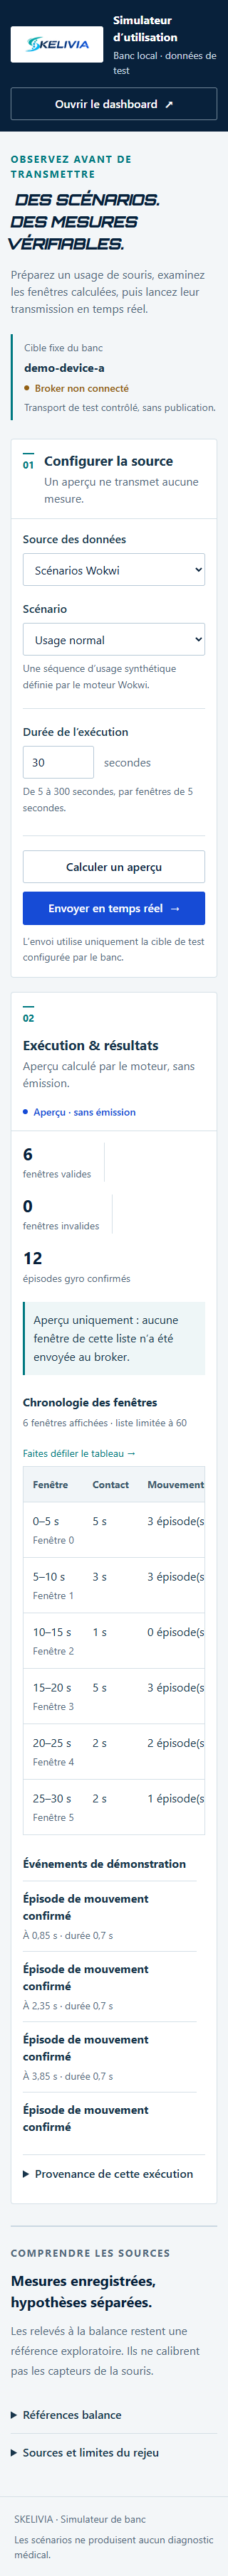 SKELIVIA
Simulateur
d'utilisation
Banc local · données de
test
Ouvrir le dashboard ↗
OBSERVEZ AVANT DE
TRANSMETTRE
DES SCÉNARIOS.
DES MESURES
VÉRIFIABLES.
Préparez un usage de souris, examinez
les fenêtres calculées, puis lancez leur
transmission en temps réel.
Cible fixe du banc
demo-device-a
Broker non connecté
Transport de test contrôlé, sans publication.
01
Configurer la source
Un aperçu ne transmet aucune
mesure.
Source des données
Scénarios Wokwi
Scénario
Usage normal
Une séquence d'usage synthétique
définie par le moteur Wokwi.
Durée de l'exécution
30 secondes
De 5 à 300 secondes, par fenêtres de 5
secondes.
Calculer un aperçu
Envoyer en temps réel →
L'envoi utilise uniquement la cible de test
configurée par le banc.
02
Exécution & résultats
Aperçu calculé par le moteur, sans
émission.
Aperçu · sans émission
6
fenêtres valides
0
fenêtres invalides
12
épisodes gyro confirmés
Aperçu uniquement : aucune
fenêtre de cette liste n'a été
envoyée au broker.
Chronologie des fenêtres
6 fenêtres affichées · liste limitée à 60
Faites défiler le tableau →
Fenêtre Contact Mouvement
0–5 s 5 s 3 épisode(s
Fenêtre 0
5–10 s 3 s 3 épisode(s
Fenêtre 1
10–15 s 1 s 0 épisode(s
Fenêtre 2
15–20 s 5 s 3 épisode(s
Fenêtre 3
20–25 s 2 s 2 épisode(s
Fenêtre 4
25–30 s 2 s 1 épisode(s
Fenêtre 5
Événements de démonstration
Épisode de mouvement
confirmé
À 0,85 s · durée 0,7 s
Épisode de mouvement
confirmé
À 2,35 s · durée 0,7 s
Épisode de mouvement
confirmé
À 3,85 s · durée 0,7 s
Épisode de mouvement
confirmé
Provenance de cette exécution
COMPRENDRE LES SOURCES
Mesures enregistrées,
hypothèses séparées.
Les relevés à la balance restent une
référence exploratoire. Ils ne calibrent
pas les capteurs de la souris.
Références balance
Sources et limites du rejeu
SKELIVIA · Simulateur de banc
Les scénarios ne produisent aucun diagnostic
médical.